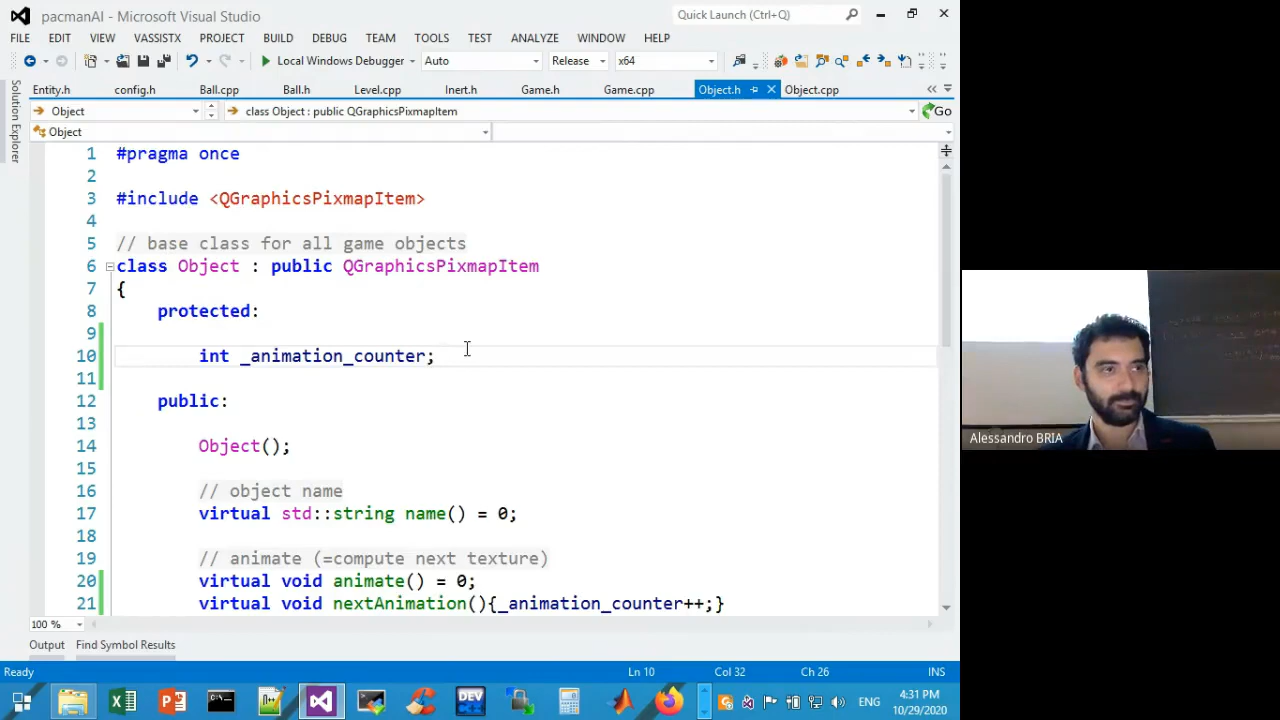 pacmanAI - Microsoft Visual Studio
Quick Launch (Ctrl+Q)
FILE EDIT VIEW VASSISTX PROJECT BUILD DEBUG TEAM TOOLS TEST ANALYZE WINDOW HELP
Local Windows Debugger Auto Release x64
Entity.h config.h Ball.cpp Ball.h Level.cpp Inert.h Game.h Game.cpp Object.h Object.cpp
Object class Object : public QGraphicsPixmapItem Go
Object
Solution Explorer
1 #pragma once
2
3 #include <QGraphicsPixmapItem>
4
5 // base class for all game objects
6 class Object : public QGraphicsPixmapItem
7 {
8 protected:
9
10 int _animation_counter;
11
12 public:
13
14 Object();
15
16 // object name
17 virtual std::string name() = 0;
18
19 // animate (=compute next texture)
20 virtual void animate() = 0;
21 virtual void nextAnimation(){_animation_counter++;}
100 %
Output Find Symbol Results
Ready Ln 10 Col 32 Ch 26 INS
DEV
ENG
4:31 PM
10/29/2020
Alessandro BRIA